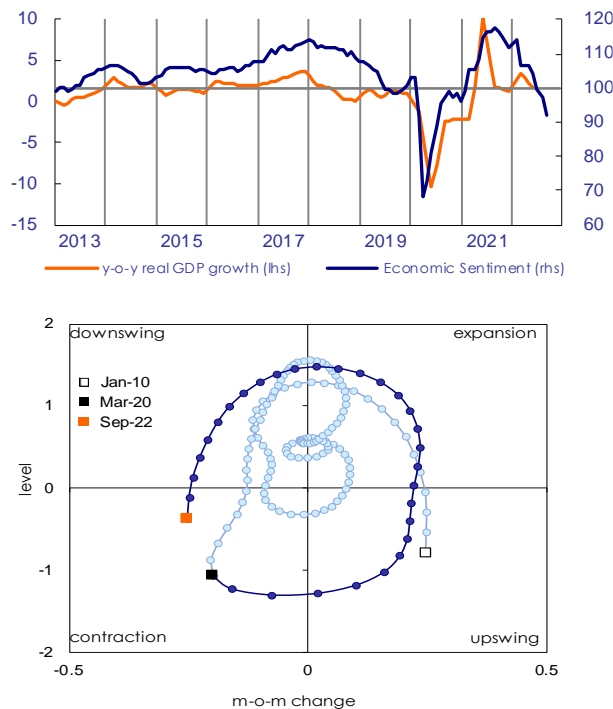 10 120
5 110
0 100
-5 90
-10 80
-15 70
60
2013 2015 2017 2019 2021
y-o-y real GDP growth (lhs) Economic Sentiment (rhs)
2
downswing expansion
Jan-10
Mar-20
Sep-22
1
level
0
-1
contraction upswing
-2
-0.5 0 0.5
m-o-m change